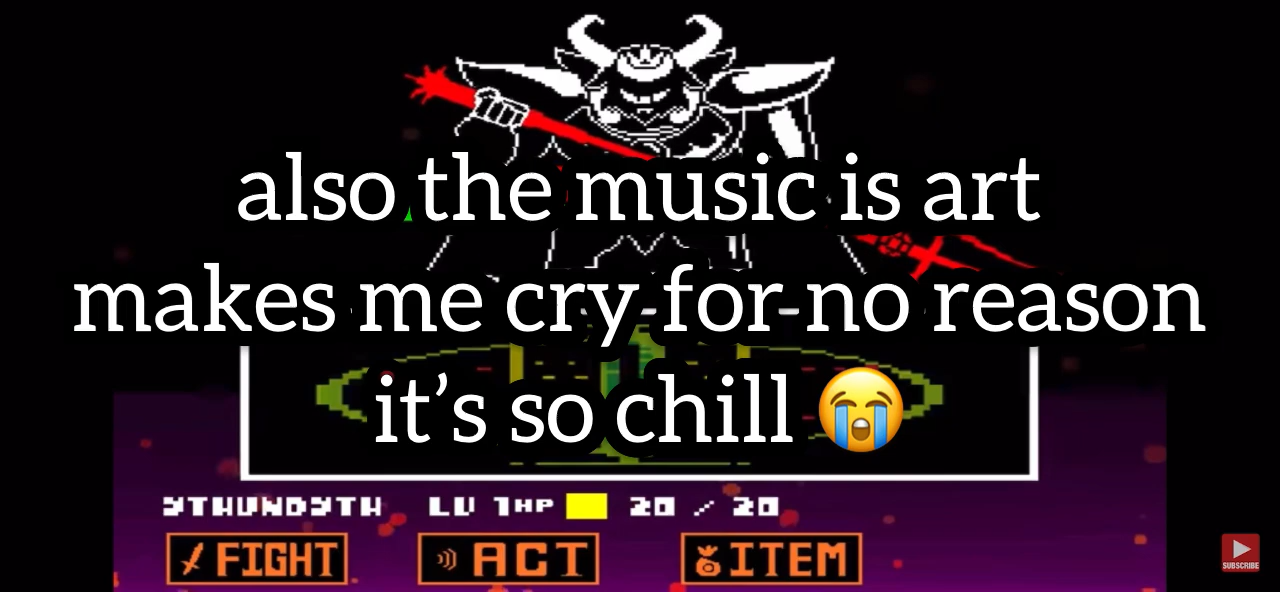 also the music is art
makes me cry for no reason
it’s so chill 😭
LV 1 HP 20 / 20
FIGHT ACT ITEM
SUBSCRIBE